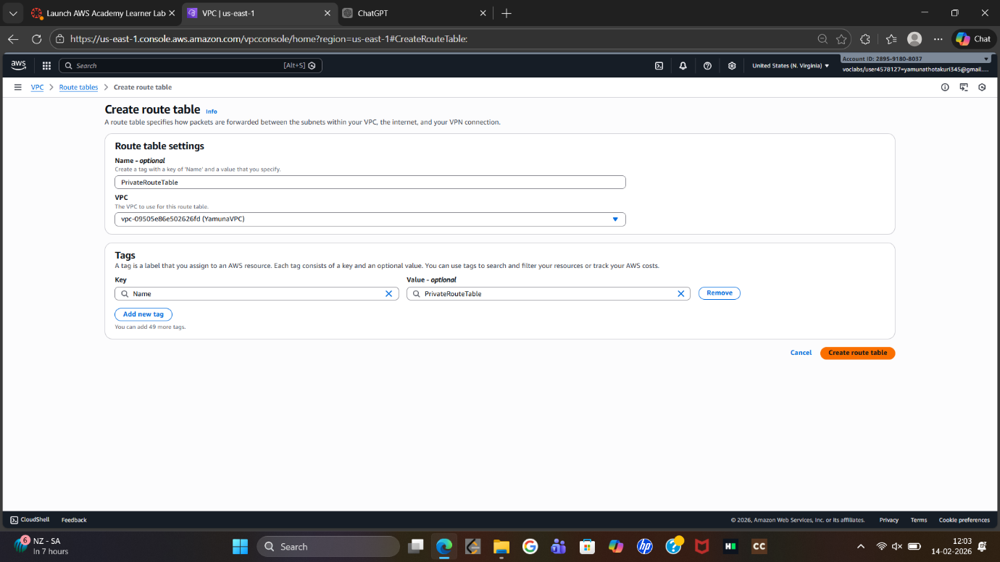 Launch AWS Academy Learner Lab
VPC | us-east-1
ChatGPT
https://us-east-1.console.aws.amazon.com/vpcconsole/home?region=us-east-1#CreateRouteTable:
Chat
aws
Search
[Alt+S]
United States (N. Virginia)
Account ID: 2895-9180-8037
voclabs/user4578127=yamunathotakuri345@gmail....
VPC > Route tables > Create route table
Create route table Info
A route table specifies how packets are forwarded between the subnets within your VPC, the internet, and your VPN connection.
Route table settings
Name - optional
Create a tag with a key of 'Name' and a value that you specify.
PrivateRouteTable
VPC
The VPC to use for this route table.
vpc-09505e86e502626fd (YamunaVPC)
Tags
A tag is a label that you assign to an AWS resource. Each tag consists of a key and an optional value. You can use tags to search and filter your resources or track your AWS costs.
Key
Value - optional
Name
PrivateRouteTable
Remove
Add new tag
You can add 49 more tags.
Cancel
Create route table
CloudShell
Feedback
© 2026, Amazon Web Services, Inc. or its affiliates.
Privacy
Terms
Cookie preferences
6
NZ - SA
In 7 hours
Search
hp
CC
12:03
14-02-2026